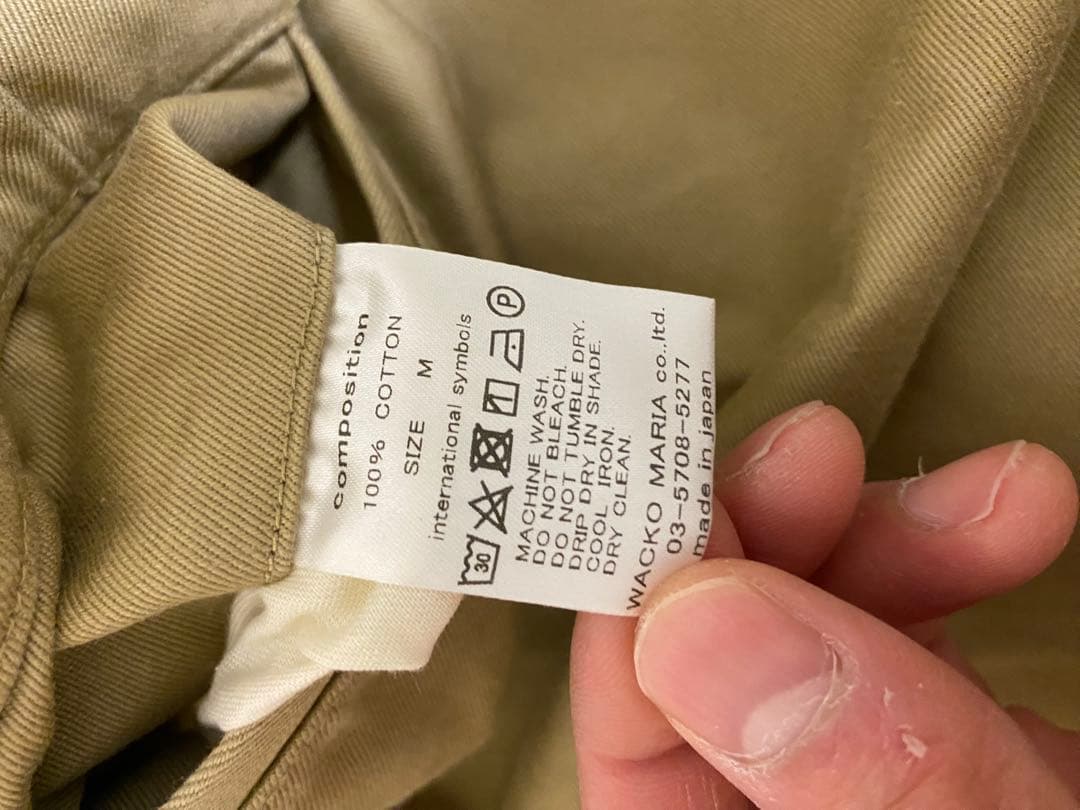 composition
100% COTTON
SIZE M
international symbols
30 P
MACHINE WASH.
DO NOT BLEACH.
DO NOT TUMBLE DRY.
DRIP DRY IN SHADE.
COOL IRON.
DRY CLEAN.
WACKO MARIA co.,ltd.
03-5708-5277
made in japan